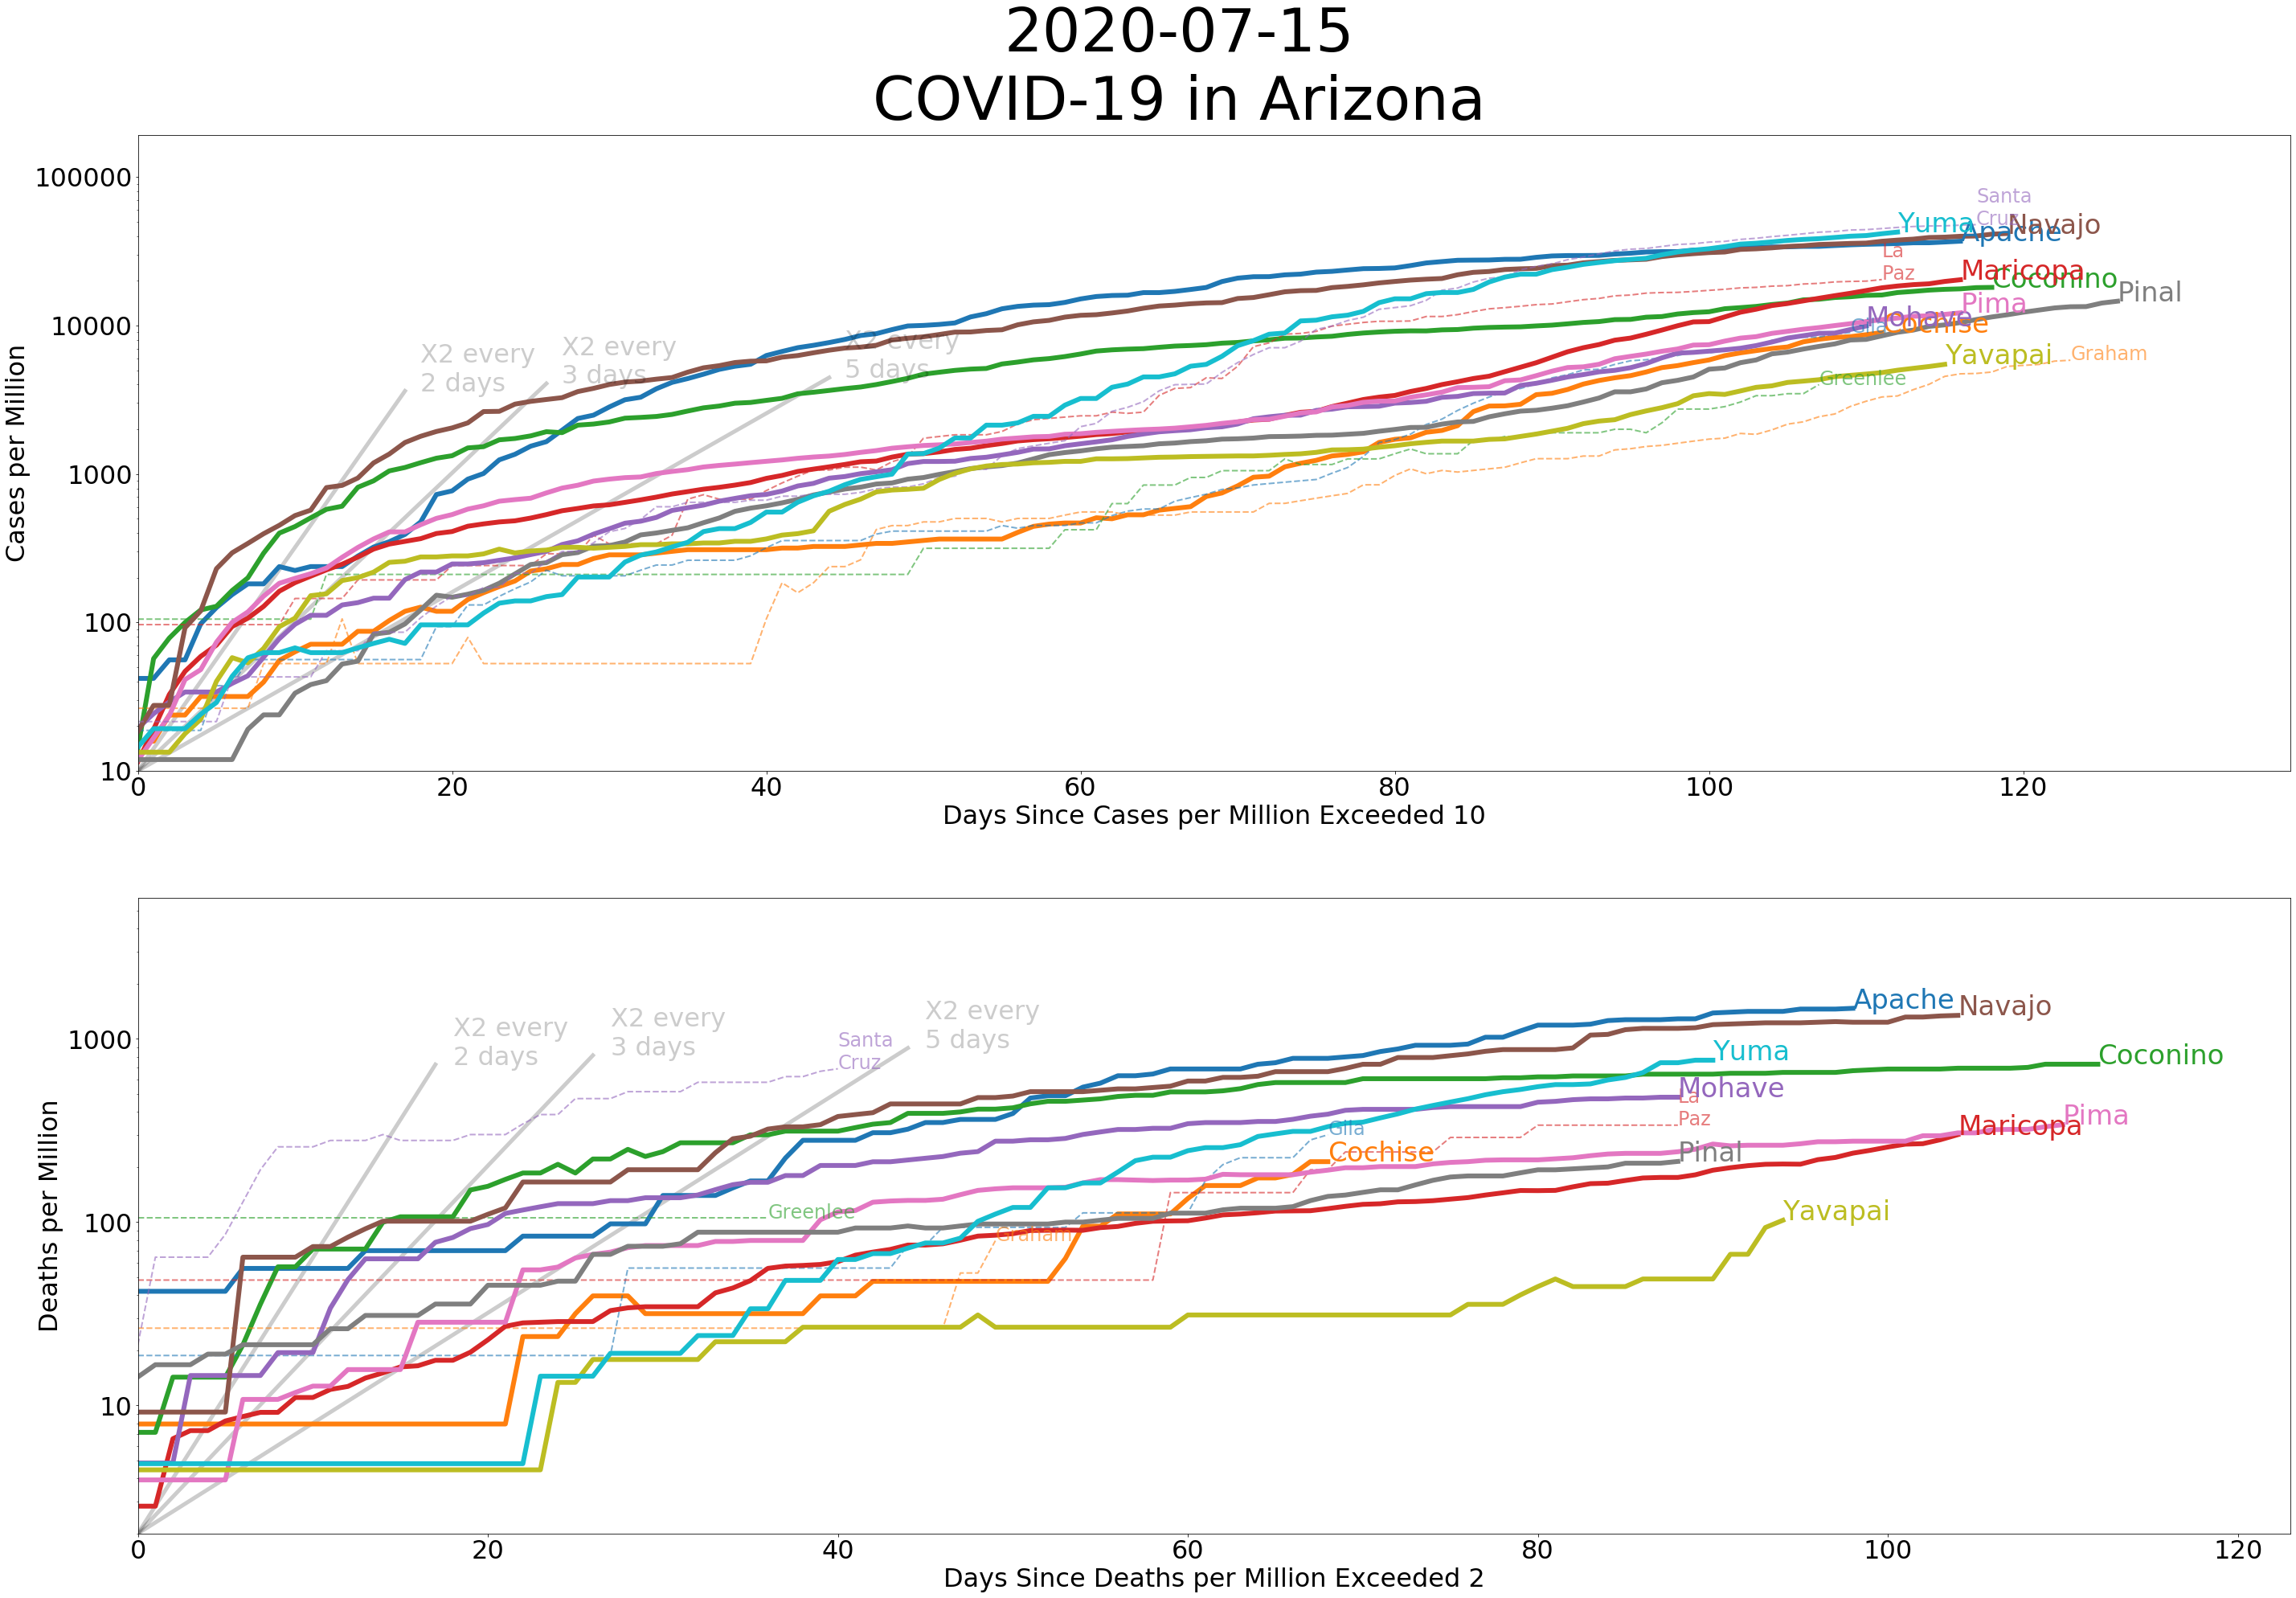 2020-07-15
COVID-19 in Arizona
100000
10000
1000
100
10
Cases per Million
X2 every
2 days
X2 every
3 days
X2 every
5 days
Santa
Cruz
Yuma
Navajo
Apache
La
Paz
Maricopa
Coconino
Pinal
Pima
Mohave
Gila
Cochise
Yavapai
Graham
Greenlee
0 20 40 60 80 100 120
Days Since Cases per Million Exceeded 10
1000
100
10
Deaths per Million
X2 every
2 days
X2 every
3 days
X2 every
5 days
Santa
Cruz
Apache
Navajo
Yuma
Coconino
Mohave
La
Paz
Pima
Maricopa
Gila
Cochise
Pinal
Greenlee
Yavapai
Graham
0 20 40 60 80 100 120
Days Since Deaths per Million Exceeded 2